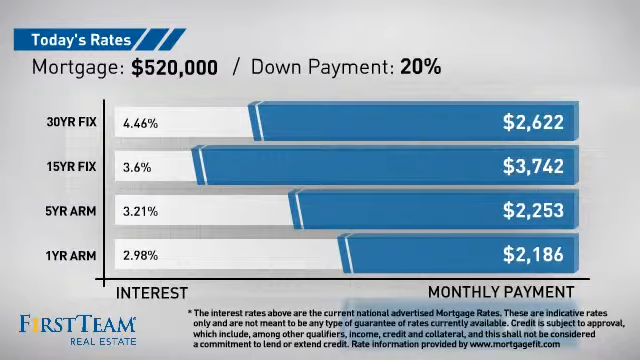 Today's Rates
Mortgage: $520,000 / Down Payment: 20%
30YR FIX 4.46% $2,622
15YR FIX 3.6% $3,742
5YR ARM 3.21% $2,253
1YR ARM 2.98% $2,186
INTEREST MONTHLY PAYMENT
* The interest rates above are the current national advertised Mortgage Rates. These are indicative rates
only and are not meant to be any type of guarantee of rates currently available. Credit is subject to approval,
which include, among other qualifiers, income, credit and collateral, and this shall not be considered
a commitment to lend or extend credit. Rate information provided by www.mortgagefit.com
FIRSTTEAM®
REAL ESTATE